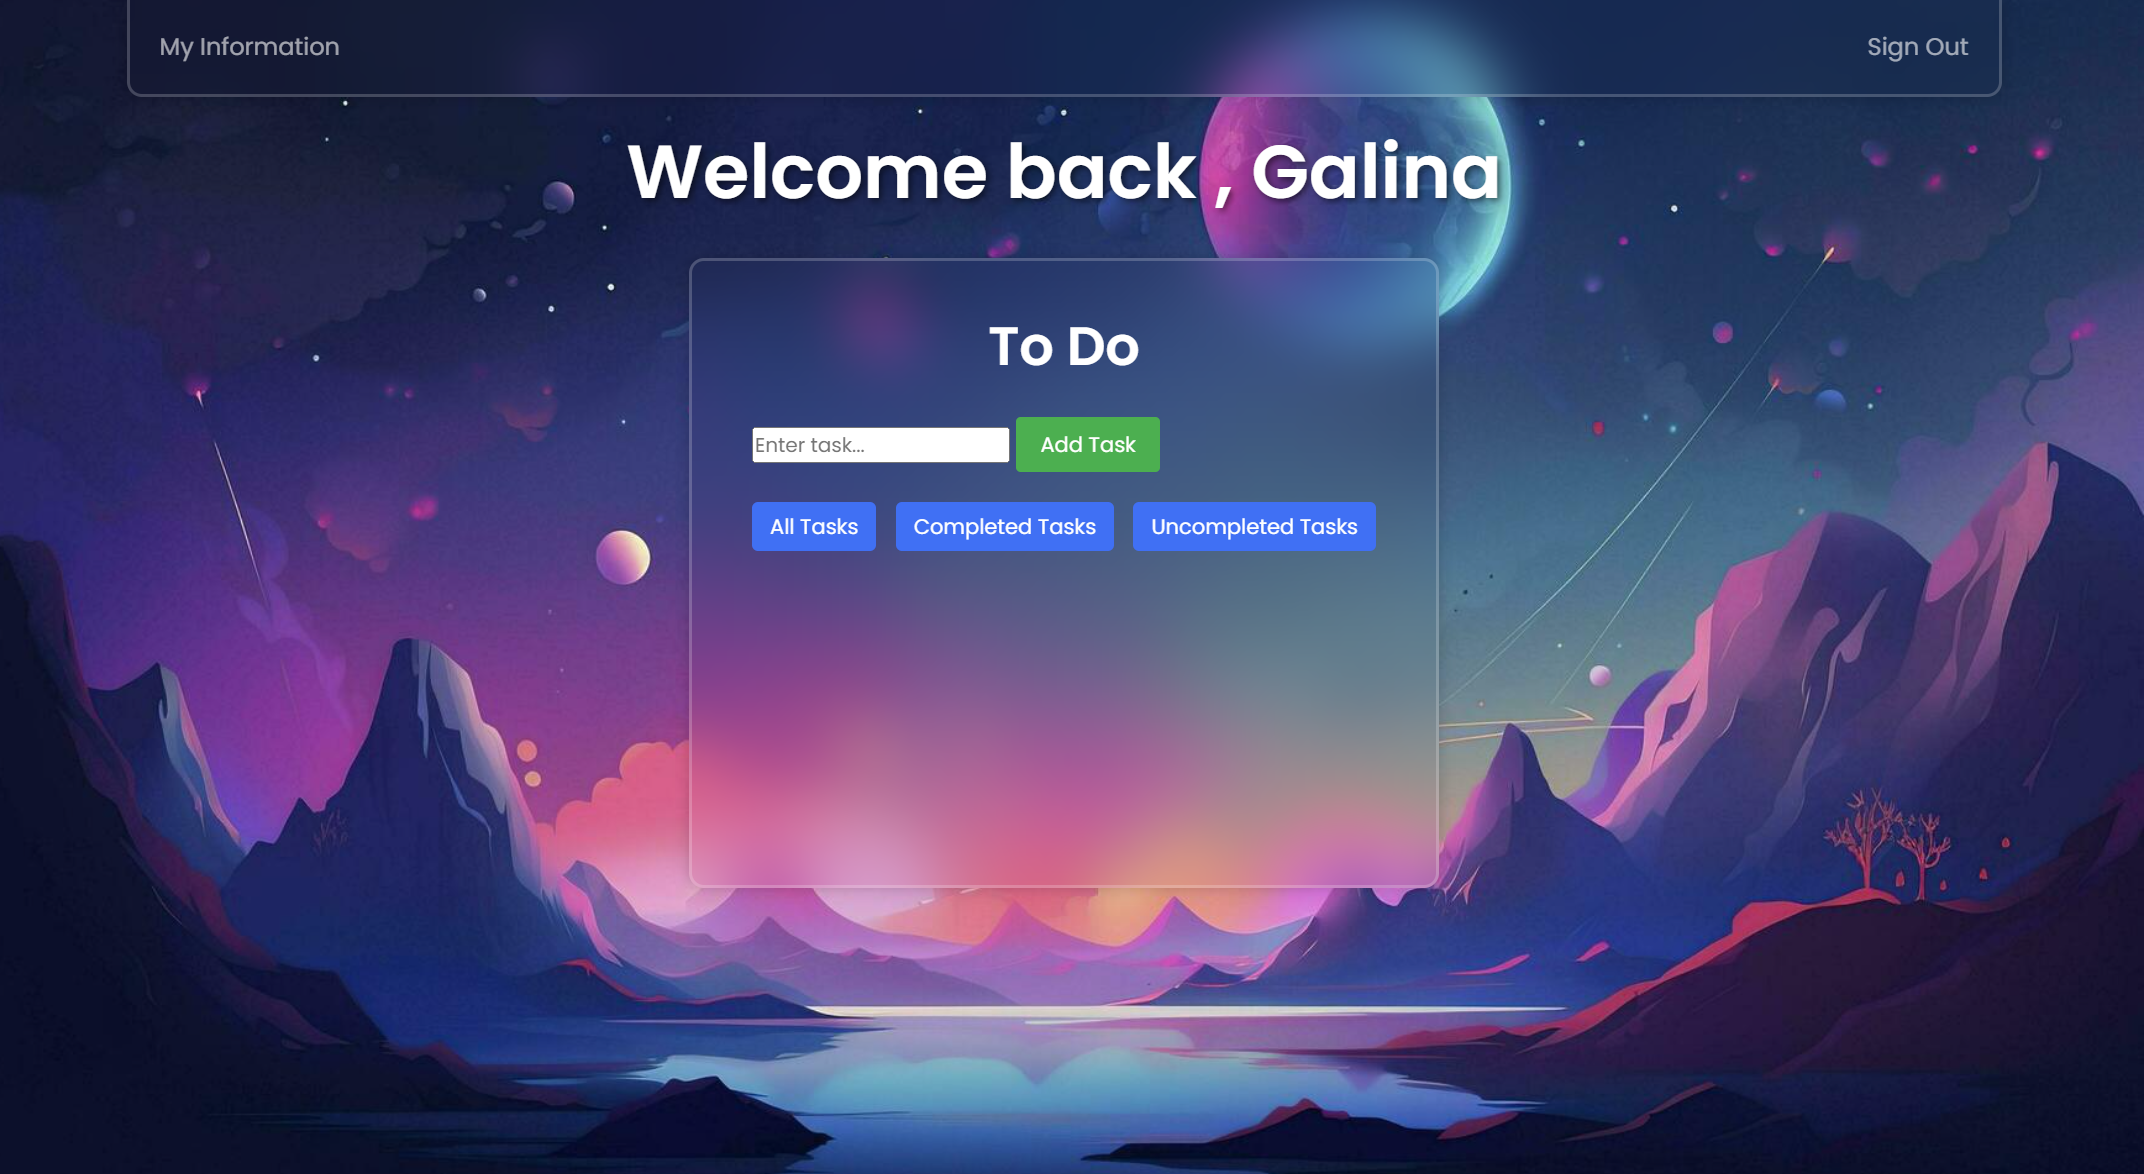 My Information Sign Out
Welcome back , Galina
To Do
Enter task... Add Task
All Tasks Completed Tasks Uncompleted Tasks